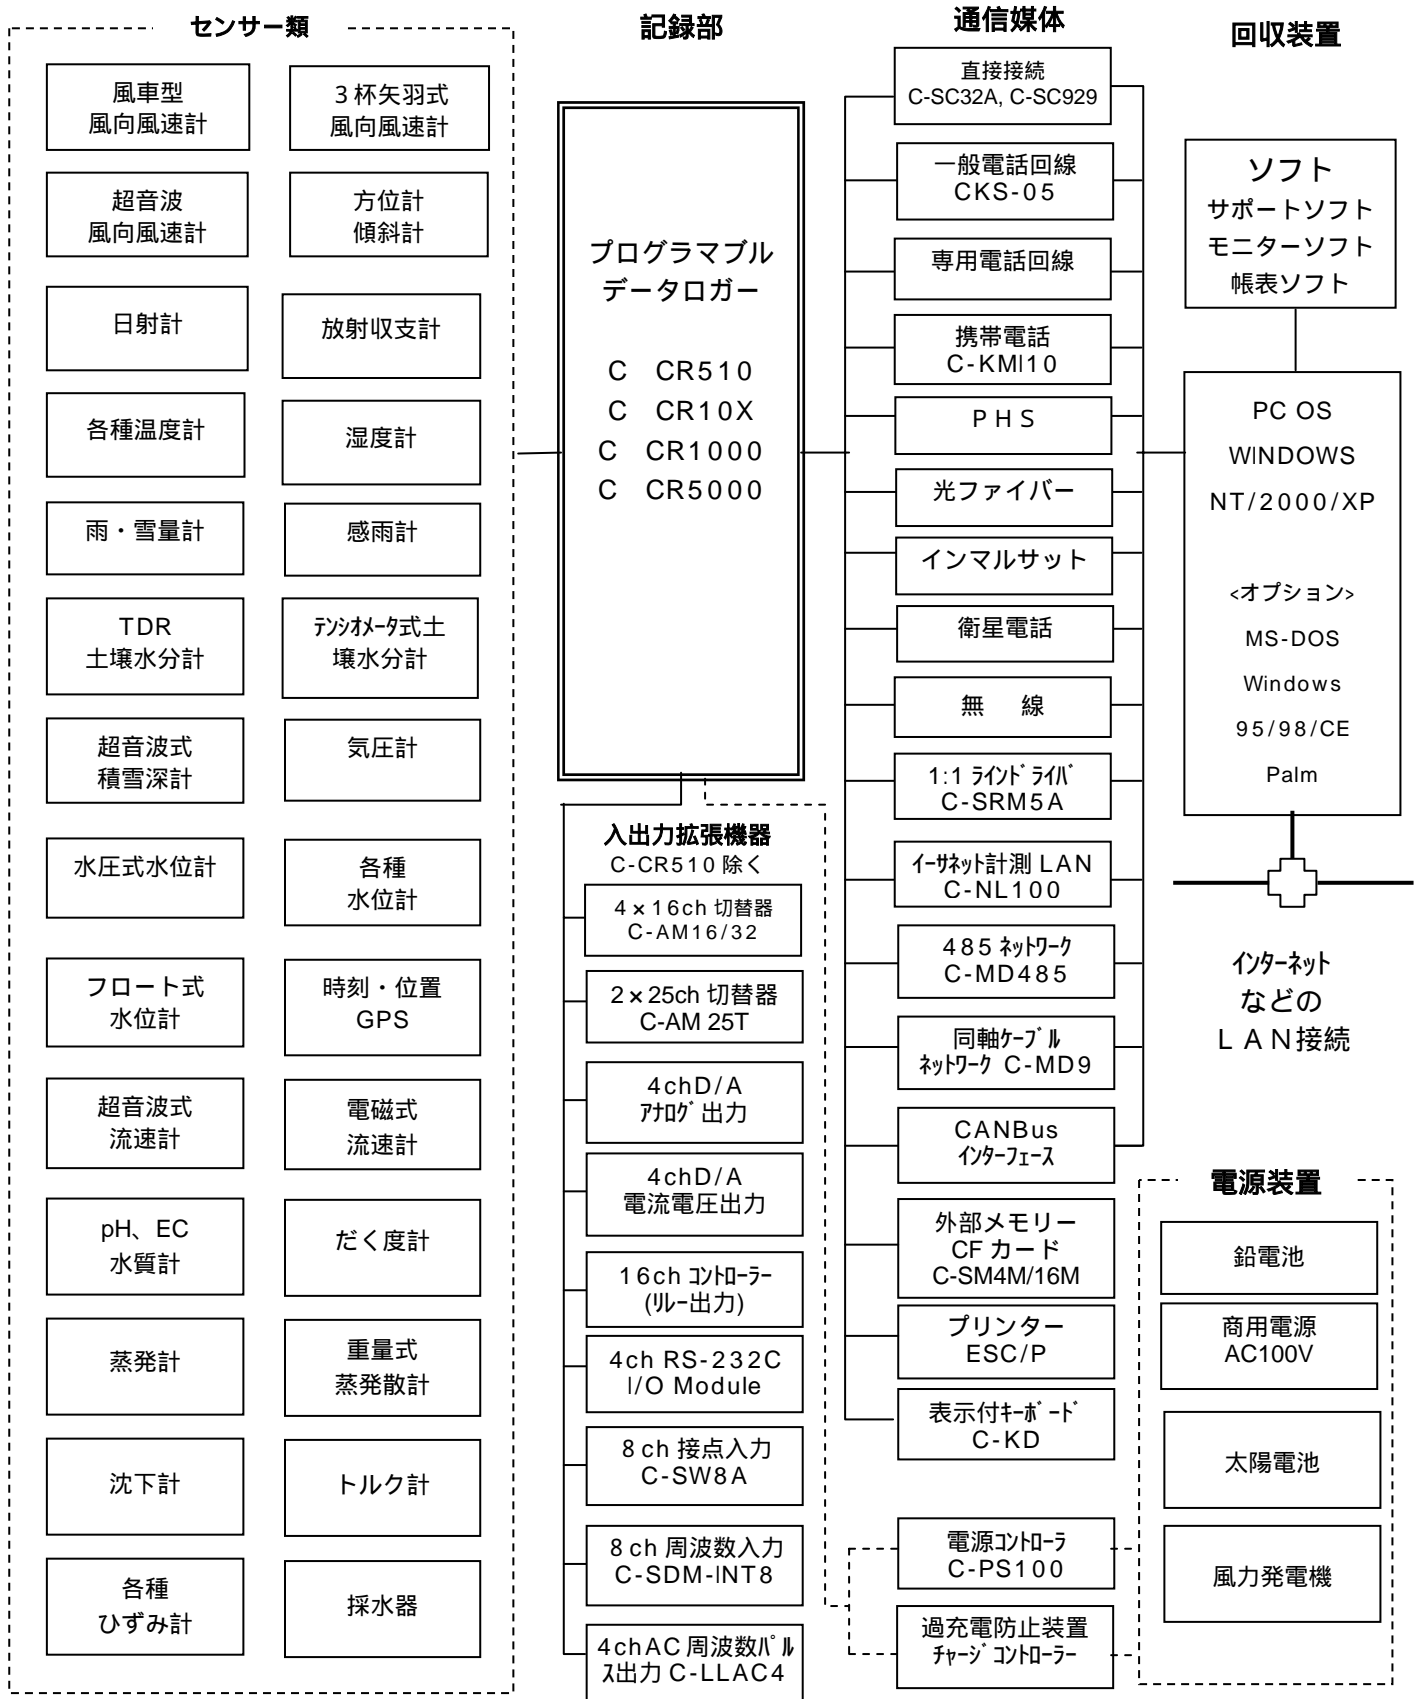 センサー類
風車型
風向風速計
3杯矢羽式
風向風速計
超音波
風向風速計
方位計
傾斜計
日射計
放射収支計
各種温度計
湿度計
雨・雪量計
感雨計
TDR
土壌水分計
テンシオメータ式土
壌水分計
超音波式
積雪深計
気圧計
水圧式水位計
各種
水位計
フロート式
水位計
時刻・位置
GPS
超音波式
流速計
電磁式
流速計
pH、EC
水質計
だく度計
蒸発計
重量式
蒸発散計
沈下計
トルク計
各種
ひずみ計
採水器
記録部
プログラマブル
データロガー
C CR510
C CR10X
C CR1000
C CR5000
入出力拡張機器
C-CR510 除く
4×16ch 切替器
C-AM16/32
2×25ch 切替器
C-AM 25T
4chD/A
アナログ出力
4chD/A
電流電圧出力
16ch コントローラー
(リレー出力)
4ch RS-232C
I/O Module
8ch 接点入力
C-SW8A
8ch 周波数入力
C-SDM-INT8
4chAC 周波数パル
ス出力 C-LLAC4
通信媒体
直接接続
C-SC32A, C-SC929
一般電話回線
CKS-05
専用電話回線
携帯電話
C-KMI10
PHS
光ファイバー
インマルサット
衛星電話
無 線
1:1 ラインドライバ
C-SRM5A
イーサネット計測 LAN
C-NL100
485 ネットワーク
C-MD485
同軸ケーブル
ネットワーク C-MD9
CANBus
インターフェース
外部メモリー
CF カード
C-SM4M/16M
プリンター
ESC/P
表示付キーボード
C-KD
電源コントローラ
C-PS100
過充電防止装置
チャージコントローラー
回収装置
ソフト
サポートソフト
モニターソフト
帳表ソフト
PC OS
WINDOWS
NT/2000/XP
<オプション>
MS-DOS
Windows
95/98/CE
Palm
インターネット
などの
LAN接続
電源装置
鉛電池
商用電源
AC100V
太陽電池
風力発電機